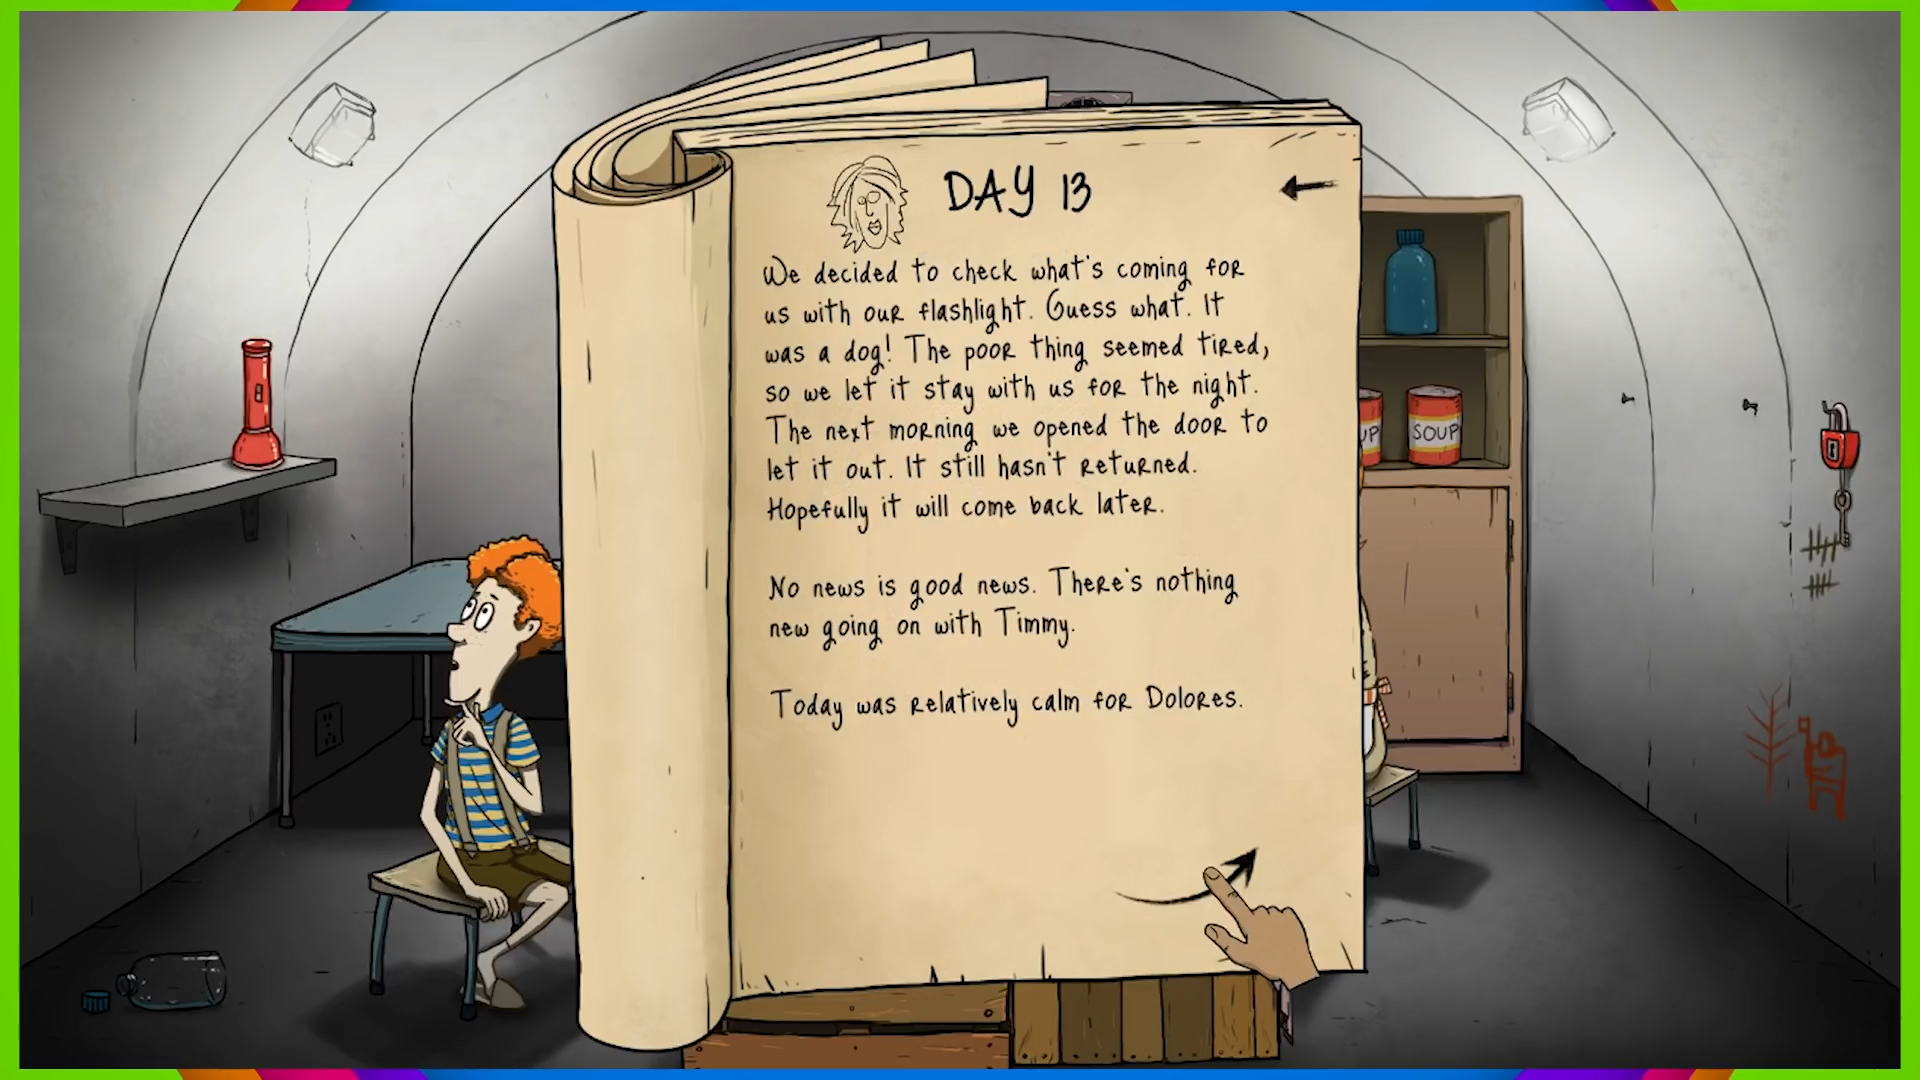 DAY 13
We decided to check what's coming for
us with our flashlight. Guess what. It
was a dog! The poor thing seemed tired,
so we let it stay with us for the night.
The next morning we opened the door to
let it out. It still hasn't returned.
Hopefully it will come back later.
No news is good news. There's nothing
new going on with Timmy.
Today was relatively calm for Dolores.
UP
SOUP